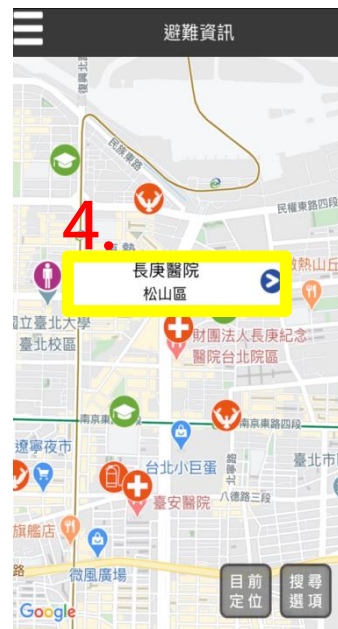 避難資訊
復興北路
民族東路
民權東路四段
4.
長庚醫院
松山區
國立臺北大學
臺北校區
財團法人長庚紀念
醫院台北院區
南京東路四段
遼寧夜市
台北小巨蛋
北寧路
臺安醫院
八德路三段
旗艦店
微風廣場
目前
定位
搜尋
選項
Google